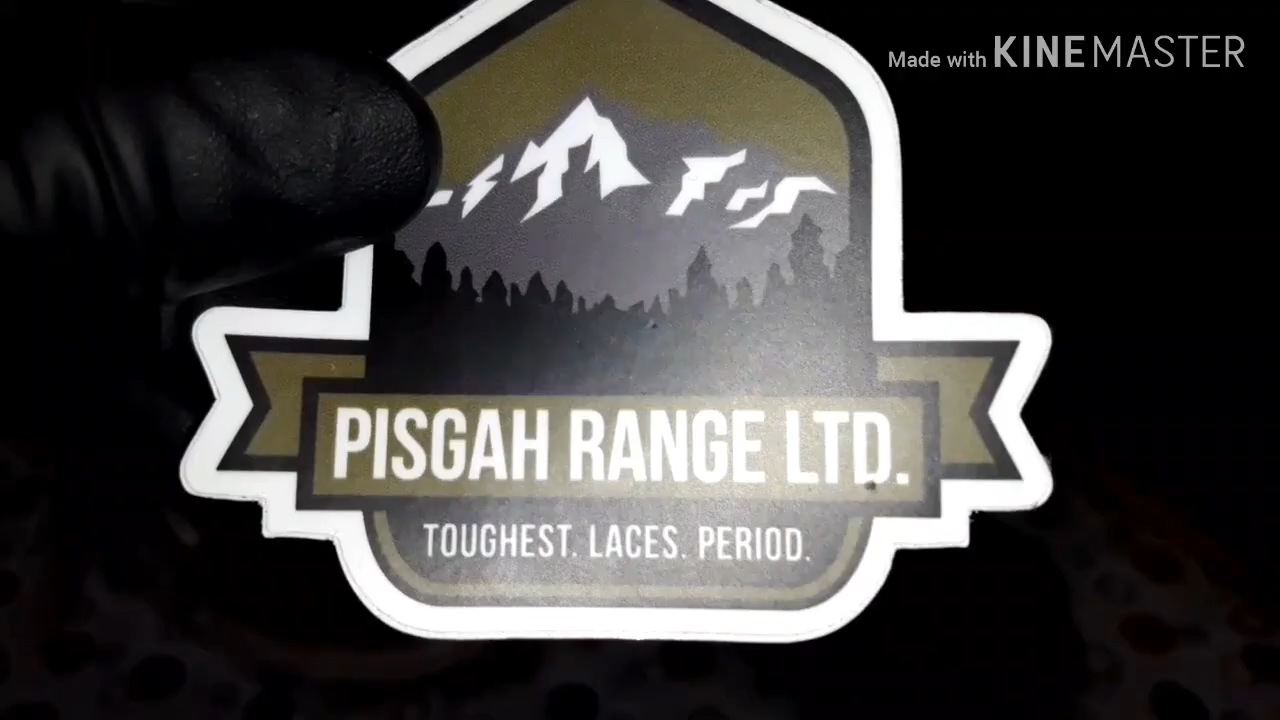 Made with KINEMASTER
PISGAH RANGE LTD.
TOUGHEST. LACES. PERIOD.